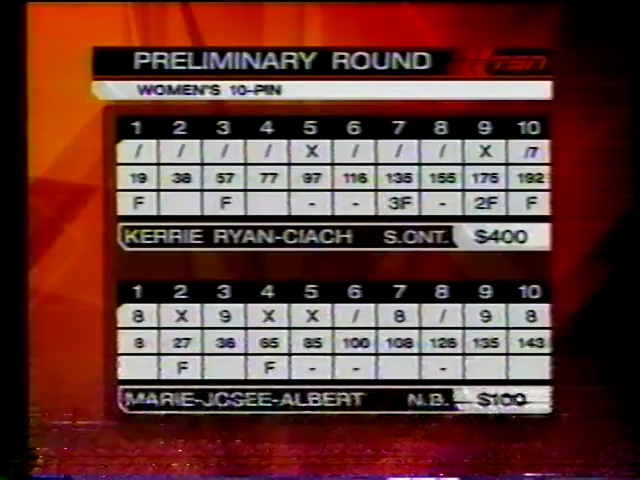 PRELIMINARY ROUND TSN
WOMEN'S 10-PIN
1 2 3 4 5 6 7 8 9 10
/ / / / X / / / X /7
19 38 57 77 97 116 135 155 175 192
F F - - 3F - 2F F
KERRIE RYAN-CIACH S.ONT. $400
1 2 3 4 5 6 7 8 9 10
8 X 9 X X / 8 / 9 8
8 27 36 65 85 100 108 126 135 143
F F - - -
MARIE-JOSEE-ALBERT N.B. $100